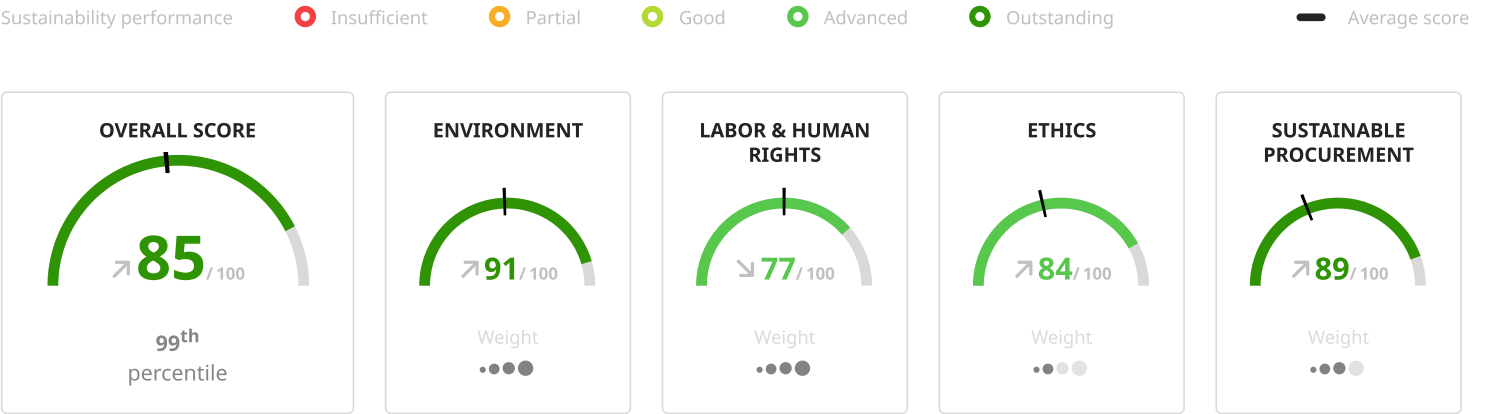 Sustainability performance Insufficient Partial Good Advanced Outstanding Average score
OVERALL SCORE
85 / 100
99th
percentile
ENVIRONMENT
91 / 100
Weight
LABOR & HUMAN
RIGHTS
77 / 100
Weight
ETHICS
84 / 100
Weight
SUSTAINABLE
PROCUREMENT
89 / 100
Weight